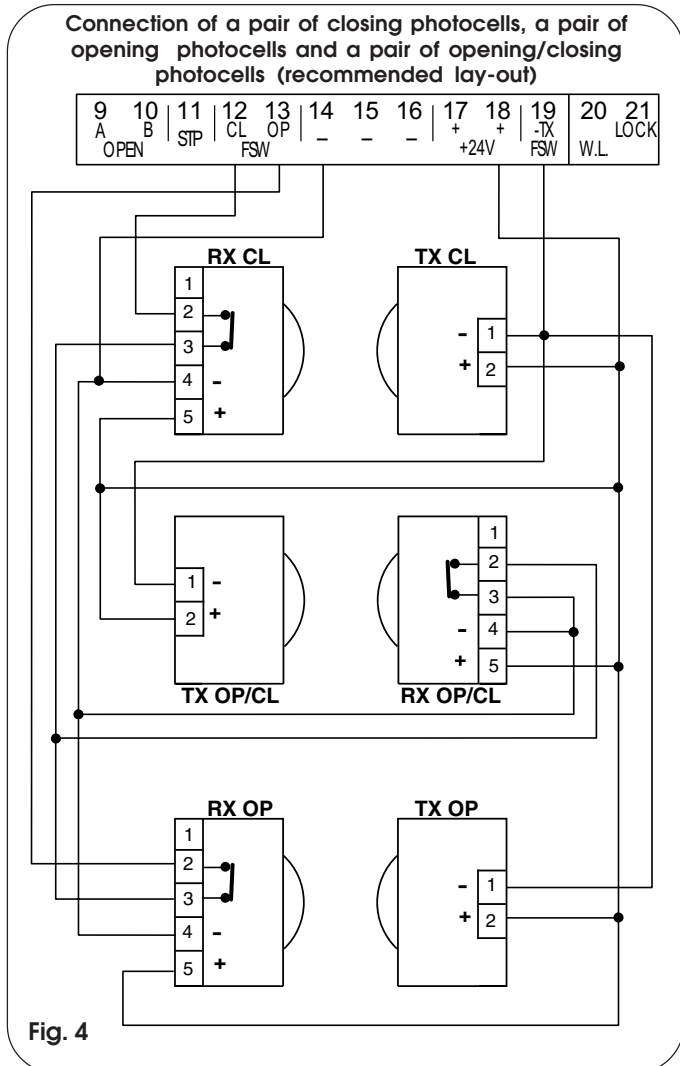 Connection of a pair of closing photocells, a pair of
opening photocells and a pair of opening/closing
photocells (recommended lay-out)
9 10 11 12 13 14 15 16 17 18 19 20 21
A B STP CL OP – – – + + -TX W.L. LOCK
OPEN FSW +24V FSW
RX CL TX CL
1
2
3
4 -
5 +
- 1
+ 2
1 -
2 +
1
2
3
- 4
+ 5
TX OP/CL RX OP/CL
RX OP TX OP
1
2
3
4 -
5 +
- 1
+ 2
Fig. 4